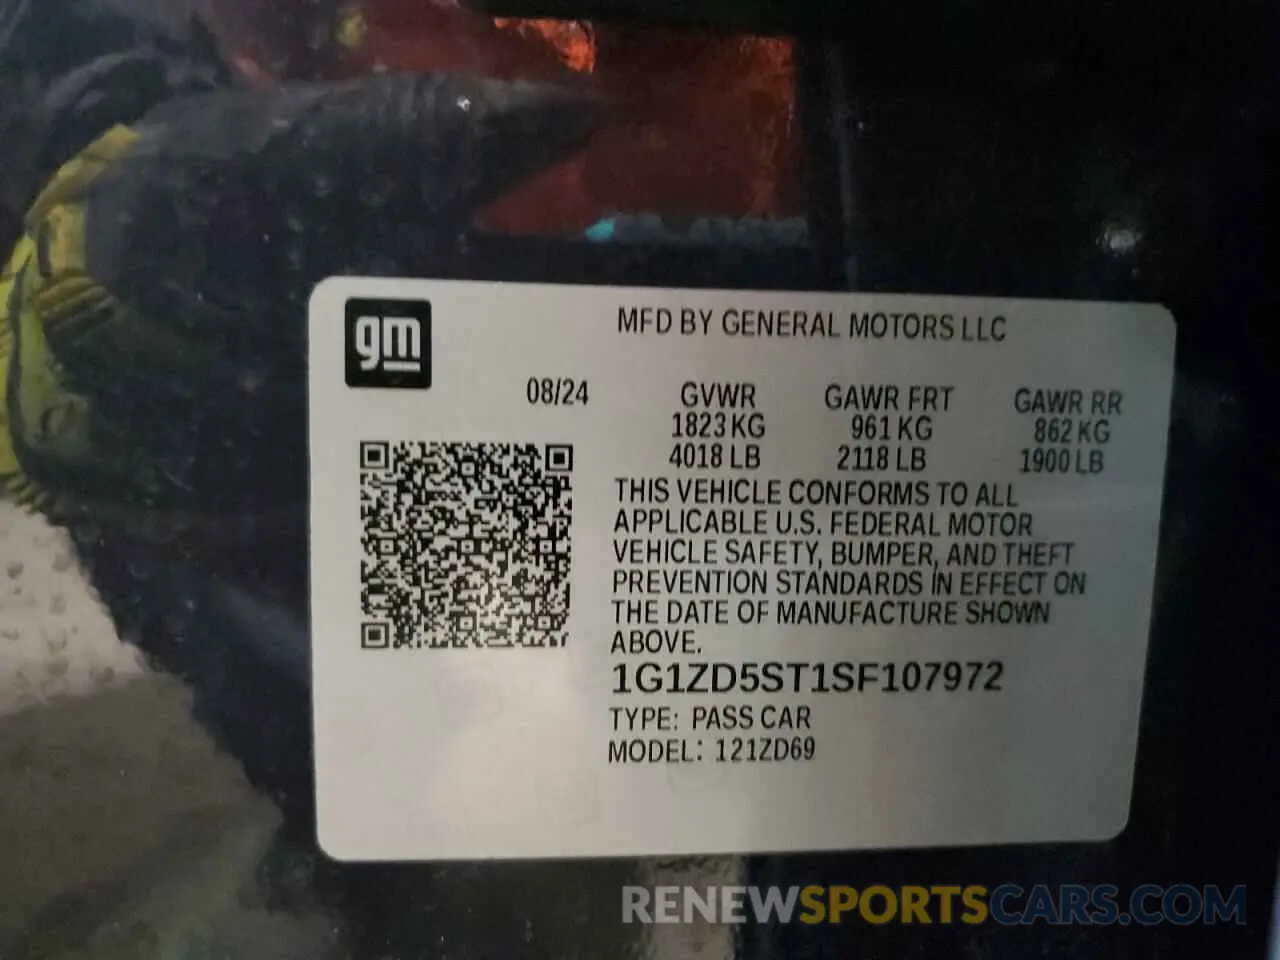 gm
MFD BY GENERAL MOTORS LLC
08/24 GVWR GAWR FRT GAWR RR
1823 KG 961 KG 862 KG
4018 LB 2118 LB 1900 LB
THIS VEHICLE CONFORMS TO ALL
APPLICABLE U.S. FEDERAL MOTOR
VEHICLE SAFETY, BUMPER, AND THEFT
PREVENTION STANDARDS IN EFFECT ON
THE DATE OF MANUFACTURE SHOWN
ABOVE.
1G1ZD5ST1SF107972
TYPE: PASS CAR
MODEL: 121ZD69
RENEWSPORTSCARS.COM